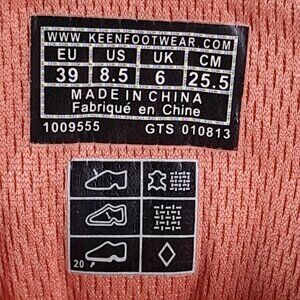 WWW.KEENFOOTWEAR.COM
EU US UK CM
39 8.5 6 25.5
MADE IN CHINA
Fabriqué en Chine
1009555 GTS 010813
20